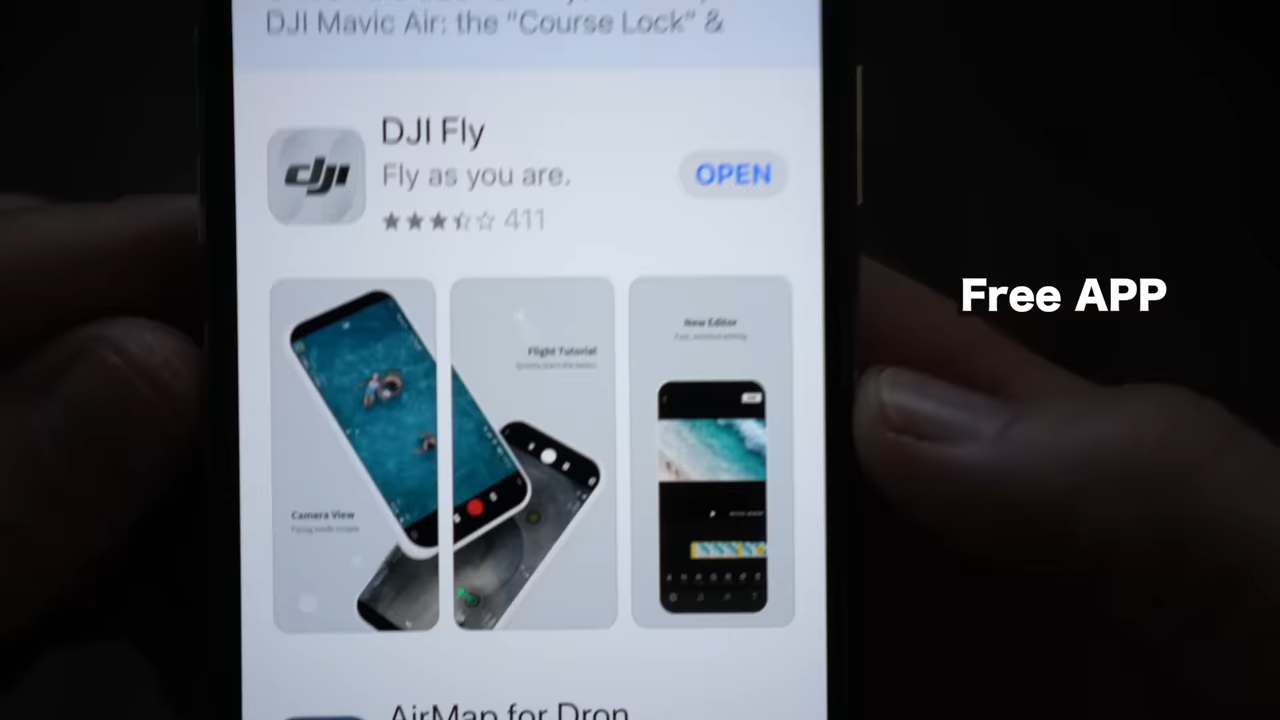 DJI Mavic Air: the “Course Lock” &
dji
DJI Fly
Fly as you are.
OPEN
411
Free APP
New Editor
Flight Tutorial
Camera View
AirMap for Dron